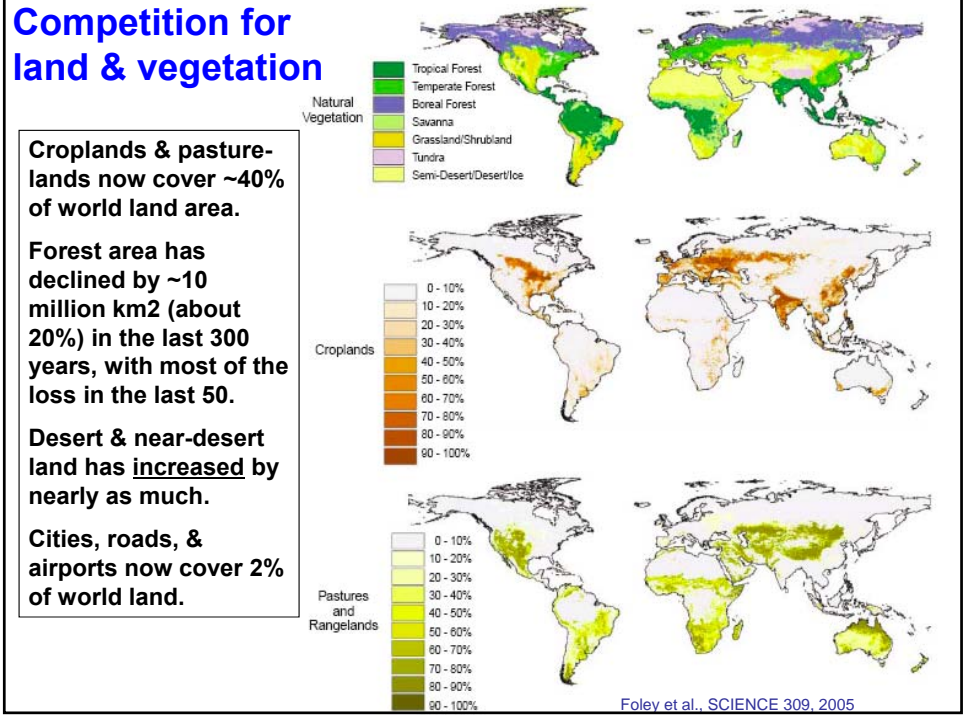 Competition for
land & vegetation
Croplands & pasture-
lands now cover ~40%
of world land area.
Forest area has
declined by ~10
million km2 (about
20%) in the last 300
years, with most of the
loss in the last 50.
Desert & near-desert
land has increased by
nearly as much.
Cities, roads, &
airports now cover 2%
of world land.
Natural
Vegetation
Tropical Forest
Temperate Forest
Boreal Forest
Savanna
Grassland/Shrubland
Tundra
Semi-Desert/Desert/Ice
Croplands
0 - 10%
10 - 20%
20 - 30%
30 - 40%
40 - 50%
50 - 60%
60 - 70%
70 - 80%
80 - 90%
90 - 100%
Pastures
and
Rangelands
0 - 10%
10 - 20%
20 - 30%
30 - 40%
40 - 50%
50 - 60%
60 - 70%
70 - 80%
80 - 90%
90 - 100%
Foley et al., SCIENCE 309, 2005